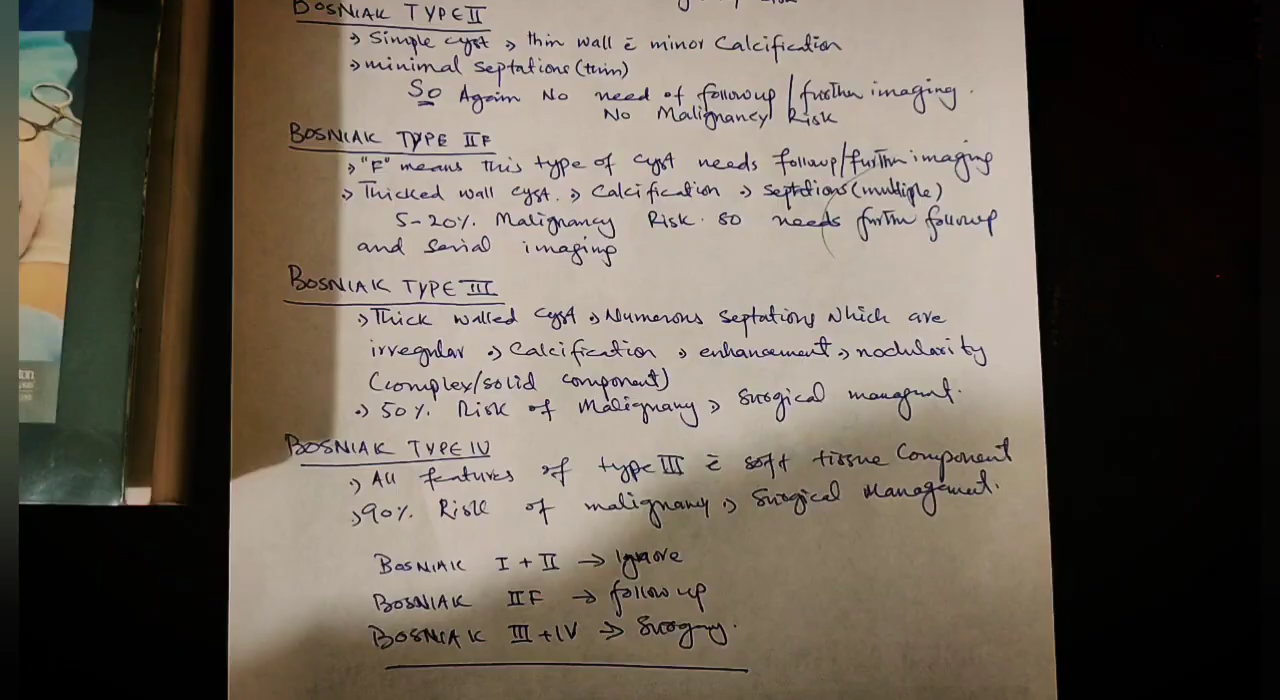 BOSNIAK TYPE II
> Simple cyst > thin wall c̄ minor Calcification
> minimal septations (thin)
So Again No need of followup / further imaging.
No Malignancy Risk
BOSNIAK TYPE IIF
> "F" means this type of cyst needs followup/further imaging
> Thicked wall cyst. > Calcification > Septations (multiple)
5-20% Malignancy Risk. so needs further followup
and serial imaging
BOSNIAK TYPE III
> Thick walled cyst > Numerous septations which are
irregular > Calcification > enhancement > nodularity
(complex/solid component)
> 50% Risk of Malignany > Surgical managment.
BOSNIAK TYPE IV
> All features of type III c̄ soft tissue Component
> 90% Risk of malignany > Surgical Management.
BOSNIAK I + II → Ignore
BOSNIAK IIF → follow up
BOSNIAK III + IV → Surgery.